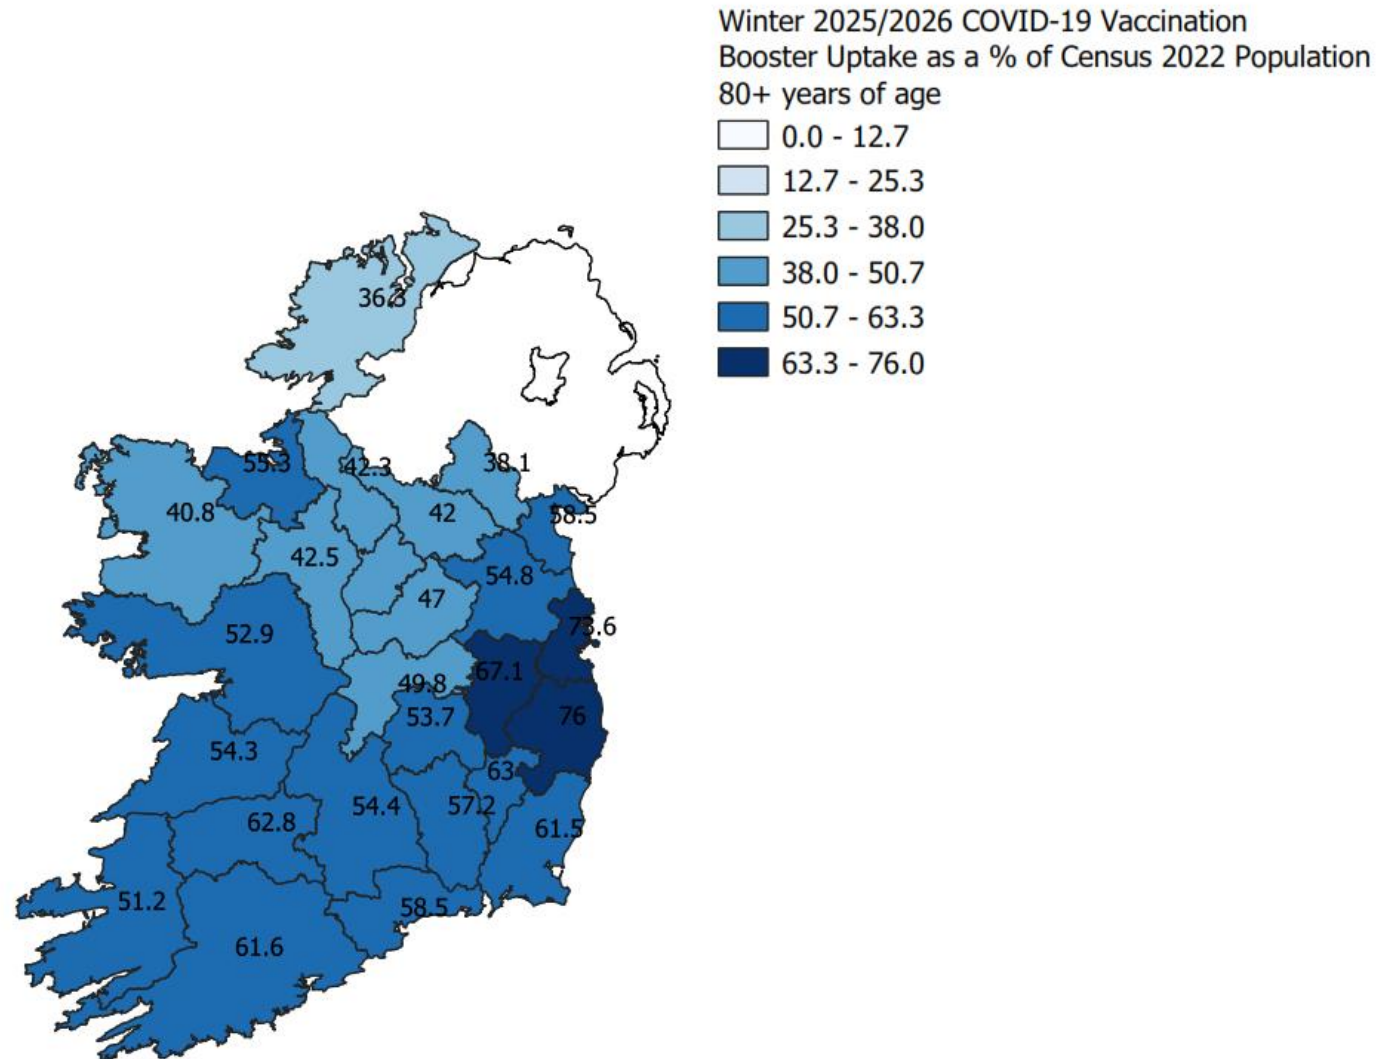 Winter 2025/2026 COVID-19 Vaccination
Booster Uptake as a % of Census 2022 Population
80+ years of age
0.0 - 12.7
12.7 - 25.3
25.3 - 38.0
38.0 - 50.7
50.7 - 63.3
63.3 - 76.0
36.3
55.3
42.3
38.1
40.8
42
58.5
42.5
54.8
47
52.9
73.6
67.1
49.8
53.7
76
54.3
63
54.4
57.2
62.8
61.5
51.2
58.5
61.6